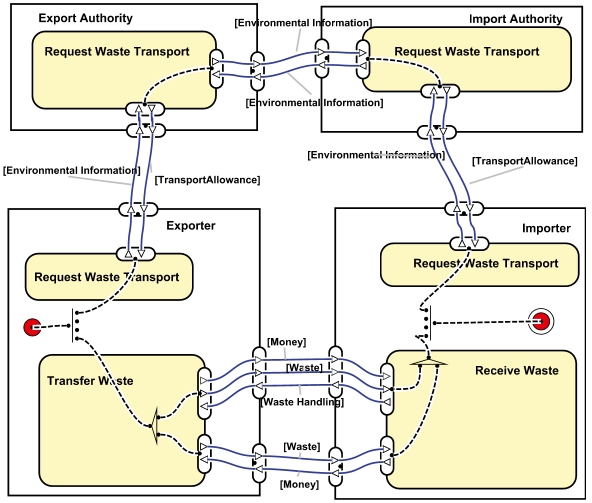 Export Authority
[Environmental Information]
Import Authority
Request Waste Transport
Request Waste Transport
[Environmental Information]
[Environmental Information]
[TransportAllowance]
[Environmental Information]
[TransportAllowance]
Exporter
Importer
Request Waste Transport
Request Waste Transport
[Money]
Transfer Waste
[Waste]
Receive Waste
[Waste Handling]
[Waste]
[Money]